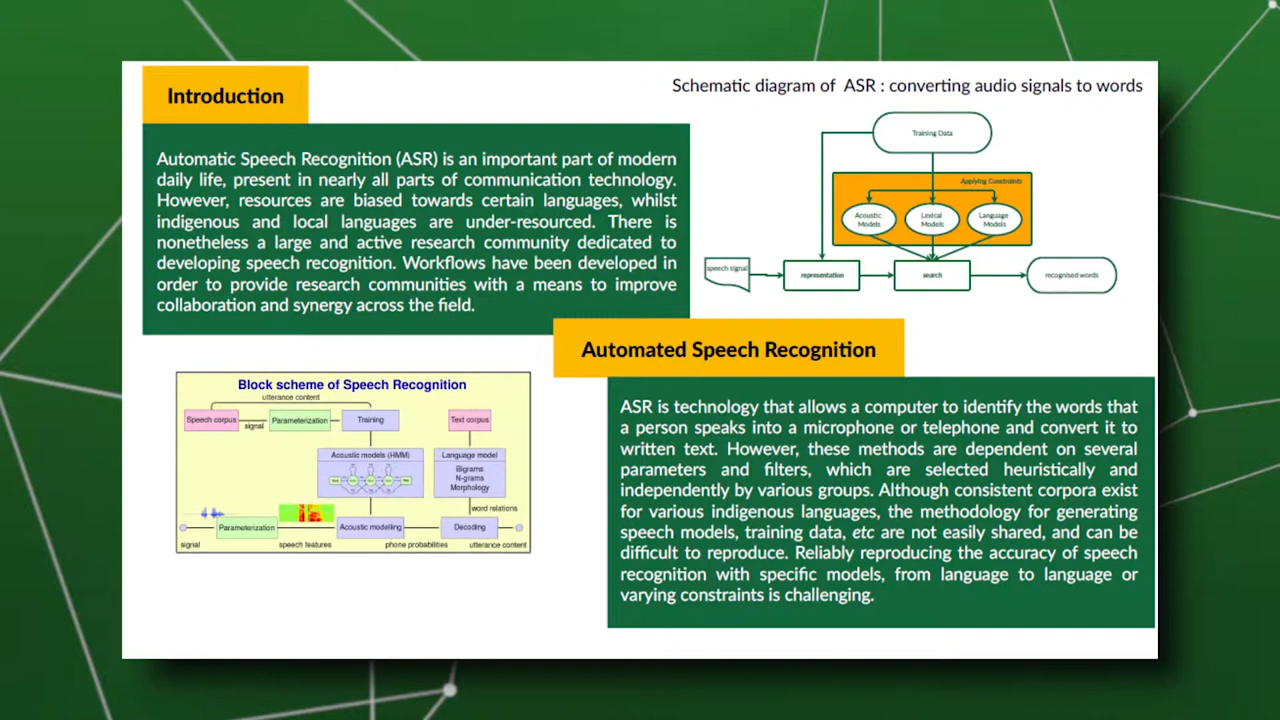 Introduction
Automatic Speech Recognition (ASR) is an important part of modern
daily life, present in nearly all parts of communication technology.
However, resources are biased towards certain languages, whilst
indigenous and local languages are under-resourced. There is
nonetheless a large and active research community dedicated to
developing speech recognition. Workflows have been developed in
order to provide research communities with a means to improve
collaboration and synergy across the field.
Schematic diagram of ASR : converting audio signals to words
Training Data
Applying Constraints
Acoustic
Models
Lexical
Models
Language
Models
speech signal
representation
search
recognised words
Block scheme of Speech Recognition
utterance content
Speech corpus
signal
Parameterization
Training
Text corpus
Acoustic models (HMM)
Language model
Bigrams
N-grams
Morphology
word relations
Parameterization
Acoustic modelling
Decoding
signal
speech features
phone probabilities
utterance content
Automated Speech Recognition
ASR is technology that allows a computer to identify the words that
a person speaks into a microphone or telephone and convert it to
written text. However, these methods are dependent on several
parameters and filters, which are selected heuristically and
independently by various groups. Although consistent corpora exist
for various indigenous languages, the methodology for generating
speech models, training data, etc are not easily shared, and can be
difficult to reproduce. Reliably reproducing the accuracy of speech
recognition with specific models, from language to language or
varying constraints is challenging.